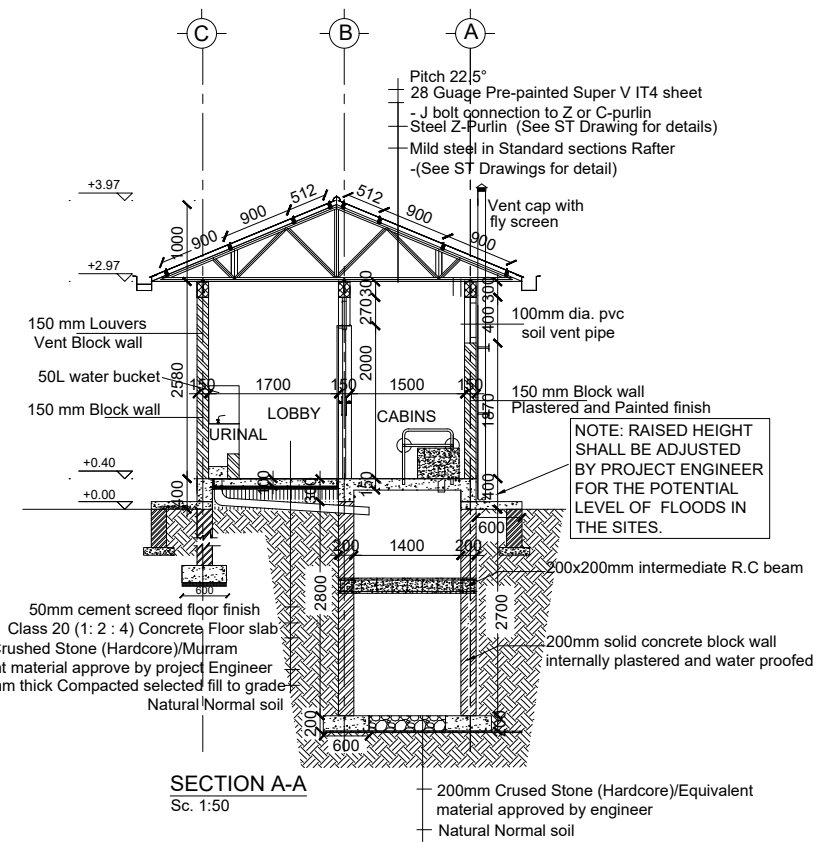 C
B
A
Pitch 22.5°
28 Guage Pre-painted Super V IT4 sheet
- J bolt connection to Z or C-purlin
Steel Z-Purlin (See ST Drawing for details)
Mild steel in Standard sections Rafter
-(See ST Drawings for detail)
+3.97
512
512
Vent cap with
fly screen
900
900
900
900
1000
+2.97
300
300
270
400
100mm dia. pvc
soil vent pipe
150 mm Louvers
Vent Block wall
2580
2000
50L water bucket
150
1700
150
1500
150
1870
150 mm Block wall
Plastered and Painted finish
150 mm Block wall
LOBBY
CABINS
URINAL
NOTE: RAISED HEIGHT
SHALL BE ADJUSTED
BY PROJECT ENGINEER
FOR THE POTENTIAL
LEVEL OF FLOODS IN
THE SITES.
+0.40
+0.00
400
150
400
600
200
1400
200
200x200mm intermediate R.C beam
600
2800
2700
50mm cement screed floor finish
Class 20 (1: 2 : 4) Concrete Floor slab
Crushed Stone (Hardcore)/Murram
material approve by project Engineer
thick Compacted selected fill to grade
Natural Normal soil
200mm solid concrete block wall
internally plastered and water proofed
200
600
200
SECTION A-A
Sc. 1:50
200mm Crused Stone (Hardcore)/Equivalent
material approved by engineer
Natural Normal soil